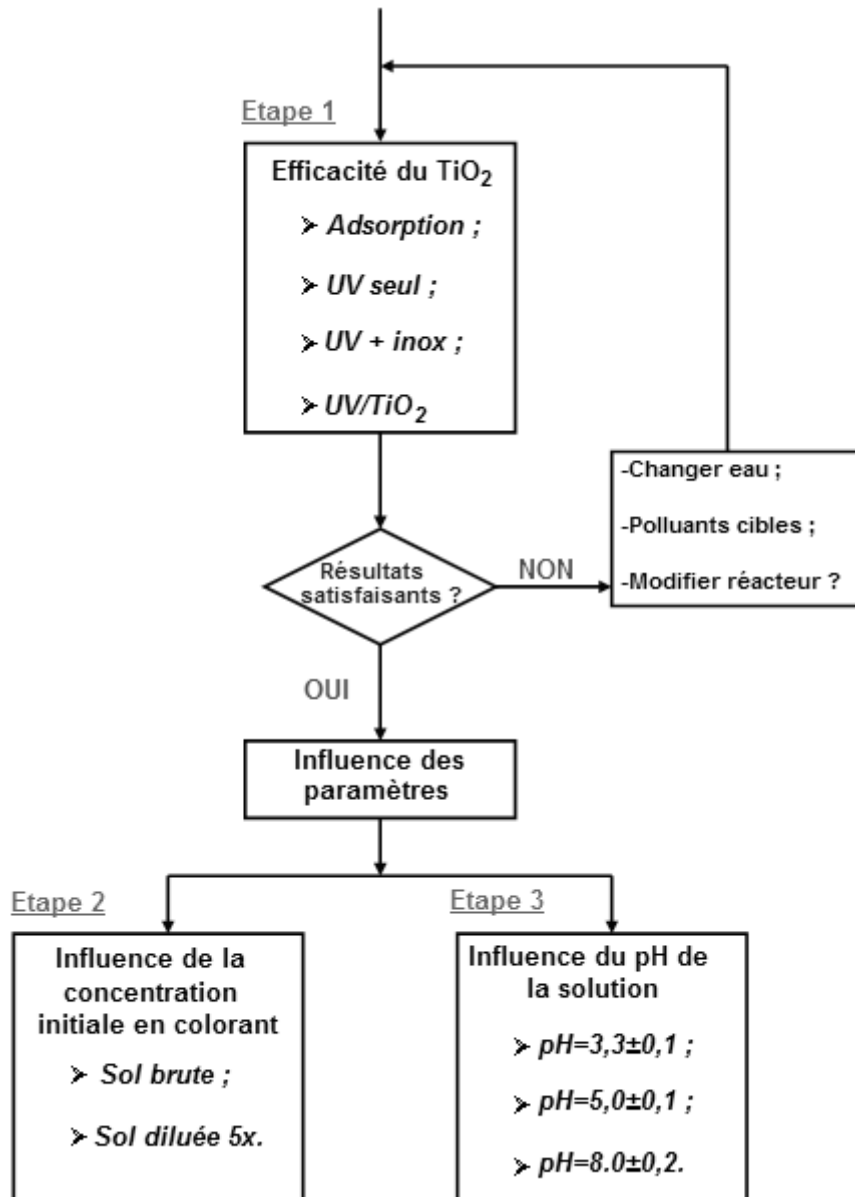 Etape 1
Efficacité du TiO2
➢ Adsorption ;
➢ UV seul ;
➢ UV + inox ;
➢ UV/TiO2
-Changer eau ;
-Polluants cibles ;
-Modifier réacteur ?
Résultats
satisfaisants ?
NON
OUI
Influence des
paramètres
Etape 2
Influence de la
concentration
initiale en colorant
➢ Sol brute ;
➢ Sol diluée 5x.
Etape 3
Influence du pH de
la solution
➢ pH=3,3±0,1 ;
➢ pH=5,0±0,1 ;
➢ pH=8.0±0,2.